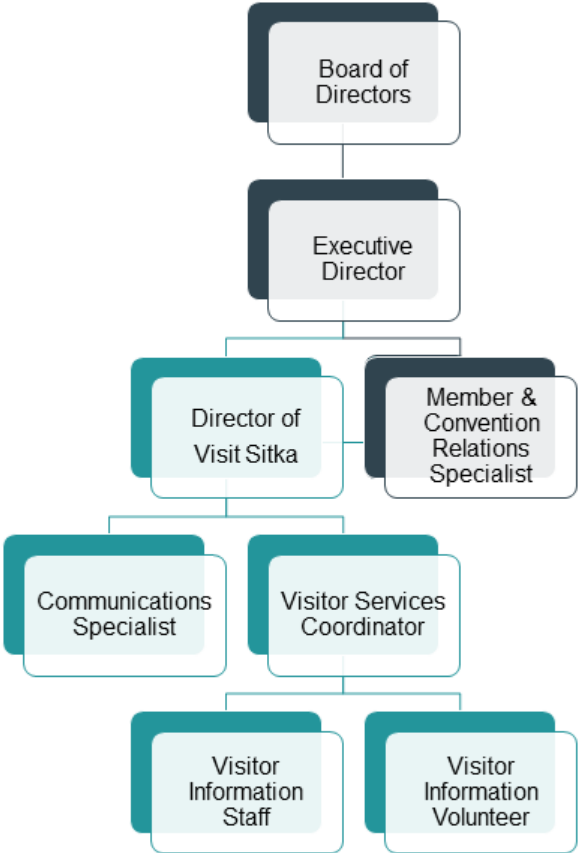 Board of
Directors
Executive
Director
Director of
Visit Sitka
Member &
Convention
Relations
Specialist
Communications
Specialist
Visitor Services
Coordinator
Visitor
Information
Staff
Visitor
Information
Volunteer